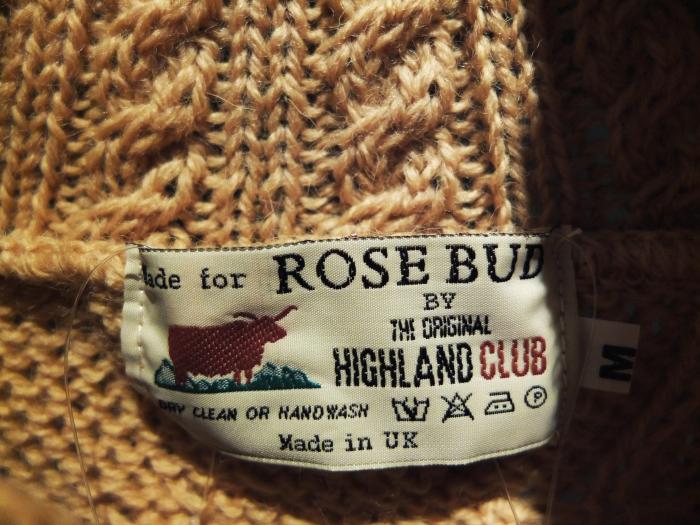 Made for ROSE BUD
BY
THE ORIGINAL
HIGHLAND CLUB
DRY CLEAN OR HANDWASH
P
Made in UK
M